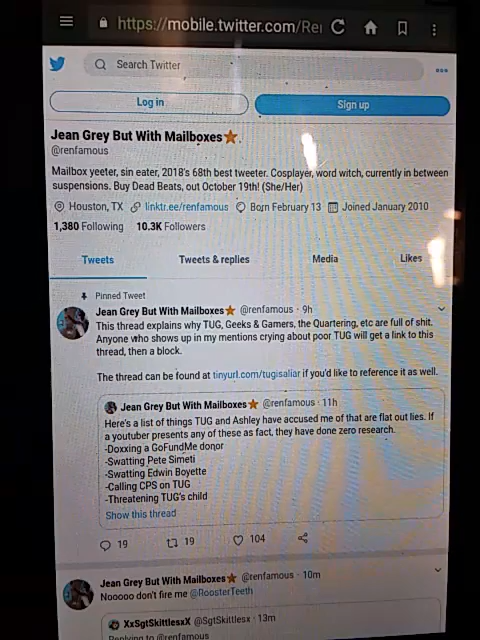 https://mobile.twitter.com/Rei
Search Twitter
Log in
Sign up
Jean Grey But With Mailboxes
@renfamous
Mailbox yeeter, sin eater, 2018's 68th best tweeter. Cosplayer, word witch, currently in between
suspensions. Buy Dead Beats, out October 19th! (She/Her)
Houston, TX linktr.ee/renfamous Born February 13 Joined January 2010
1,380 Following 10.3K Followers
Tweets Tweets & replies Media Likes
Pinned Tweet
Jean Grey But With Mailboxes @renfamous · 9h
This thread explains why TUG, Geeks & Gamers, the Quartering, etc are full of shit.
Anyone who shows up in my mentions crying about poor TUG will get a link to this
thread, then a block.
The thread can be found at tinyurl.com/tugisaliar if you'd like to reference it as well.
Jean Grey But With Mailboxes @renfamous · 11h
Here's a list of things TUG and Ashley have accused me of that are flat out lies. If
a youtuber presents any of these as fact, they have done zero research.
-Doxxing a GoFundMe donor
-Swatting Pete Simeti
-Swatting Edwin Boyette
-Calling CPS on TUG
-Threatening TUG's child
Show this thread
19 19 104
Jean Grey But With Mailboxes @renfamous · 10m
Nooooo don't fire me @RoosterTeeth
XxSgtSkittlesxX @SgtSkittlesx · 13m
Replying to @renfamous